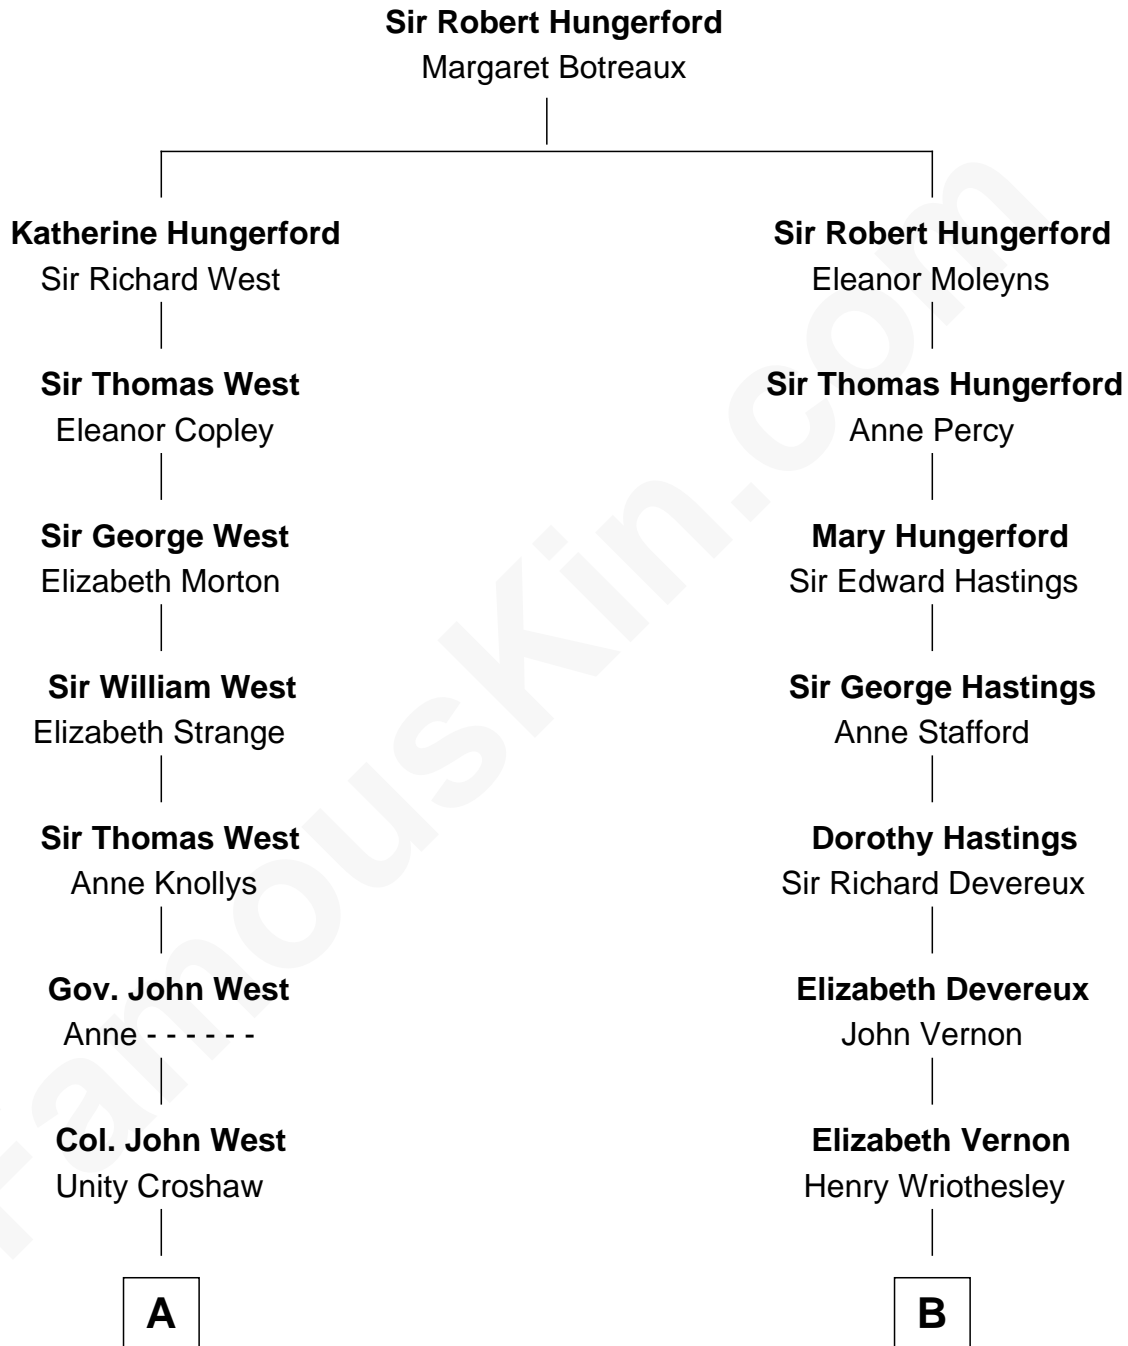 Sir Robert Hungerford
Margaret Botreaux
Katherine Hungerford
Sir Richard West
Sir Robert Hungerford
Eleanor Moleyns
Sir Thomas West
Eleanor Copley
Sir Thomas Hungerford
Anne Percy
Sir George West
Elizabeth Morton
Mary Hungerford
Sir Edward Hastings
Sir William West
Elizabeth Strange
Sir George Hastings
Anne Stafford
Sir Thomas West
Anne Knollys
Dorothy Hastings
Sir Richard Devereux
Gov. John West
Anne - - - - - -
Elizabeth Devereux
John Vernon
Col. John West
Unity Croshaw
Elizabeth Vernon
Henry Wriothesley
A
B
FamousKin.com